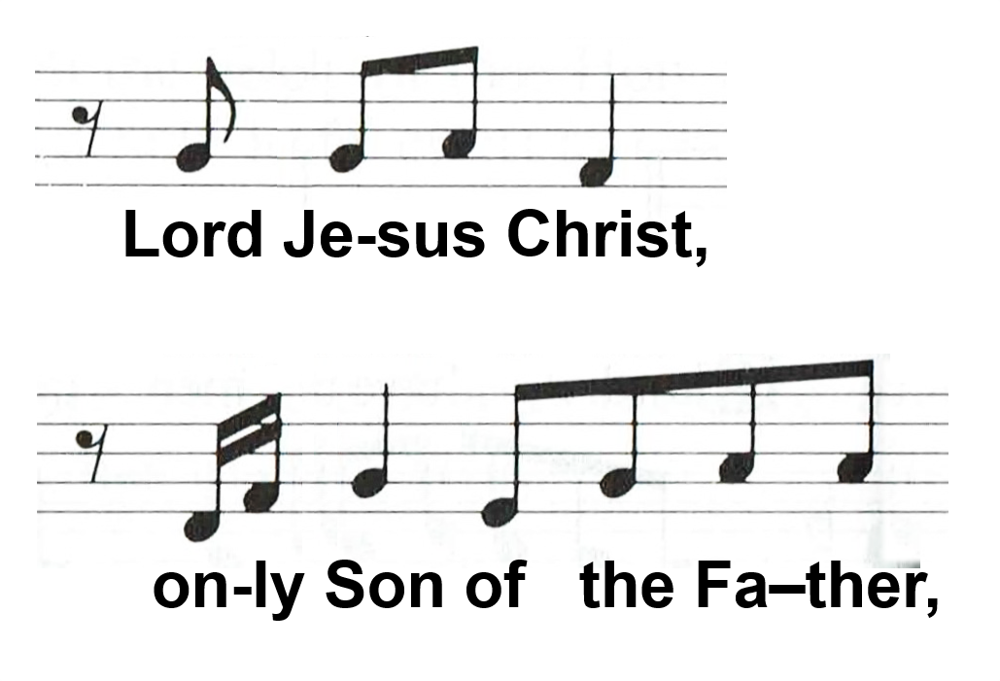 Lord Je-sus Christ,
on-ly Son of the Fa–ther,